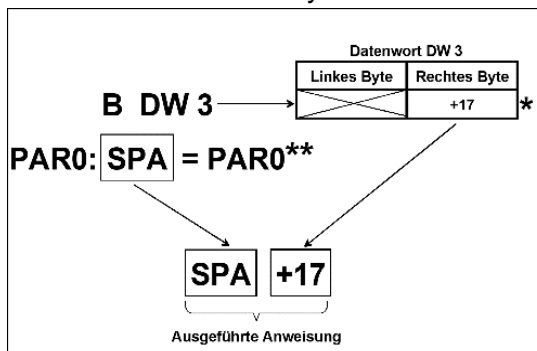 Datenwort DW 3
Linkes Byte Rechtes Byte
B DW 3 +17 *
PAR0: SPA = PAR0**
SPA +17
Ausgeführte Anweisung